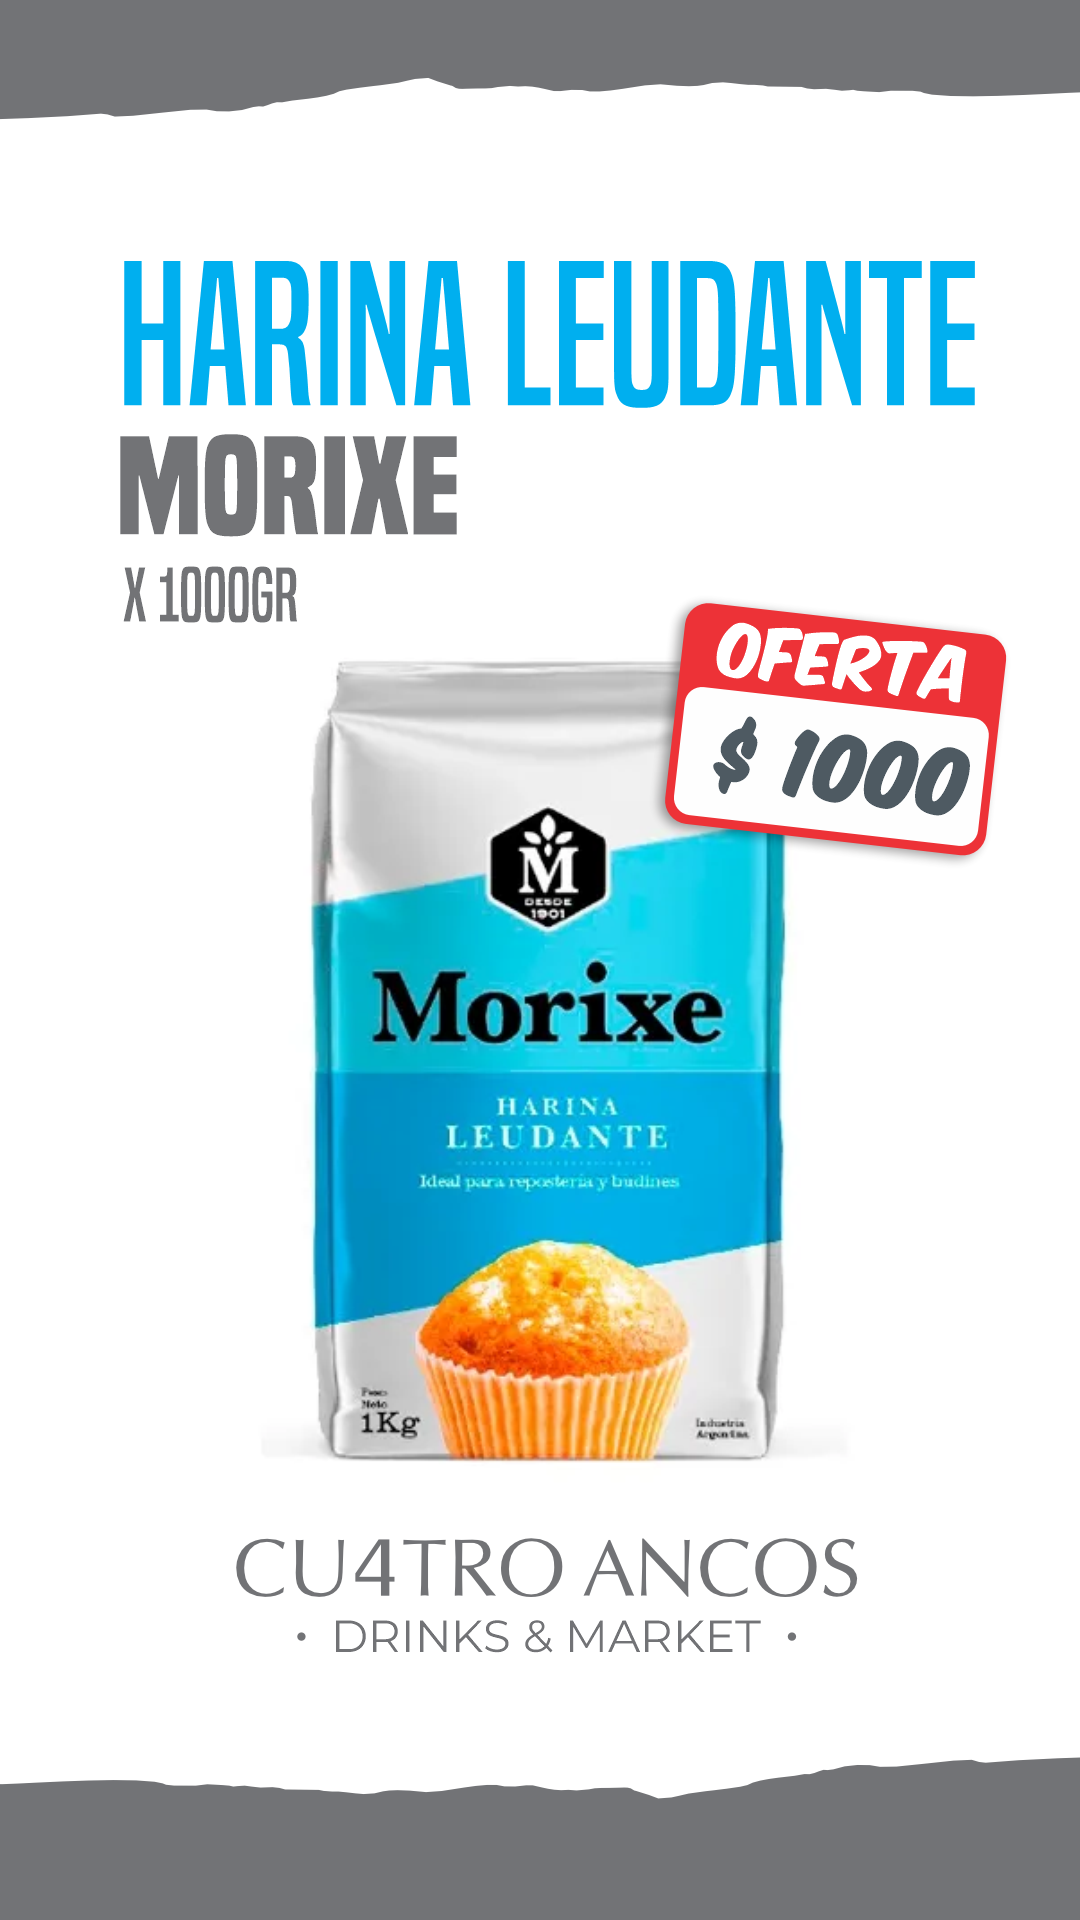 HARINA LEUDANTE
MORIXE
X 1000GR
OFERTA
$ 1000
M
DESDE
1901
Morixe
HARINA
LEUDANTE
Ideal para repostería y budines
Peso
Neto
1Kg
Industria
Argentina
CU4TRO ANCOS
• DRINKS & MARKET •